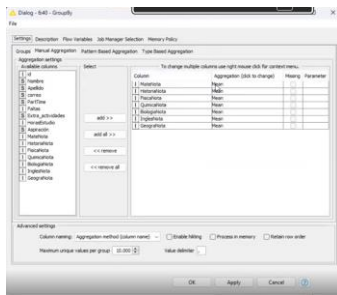 Dialog - 8:40 - GroupBy
File
Settings Description Flow Variables Job Manager Selection Memory Policy
Groups Manual Aggregation Pattern Based Aggregation Type Based Aggregation
Aggregation settings
Available columns
Select
To change multiple columns use right mouse click for context menu.
Column Aggregation (click to change) Missing Parameter
id
Nombre
Apellido
correo
PartTime
Faltas
Extra_actividades
HorasEstudio
Aspiración
MateNota
HistoriaNota
FisicaNota
QuimicaNota
BiologiaNota
InglesNota
GeografiaNota
add >>
add all >>
<< remove
<< remove all
MateNota Mean
HistoriaNota Mean
FisicaNota Mean
QuimicaNota Mean
BiologiaNota Mean
InglesNota Mean
GeografiaNota Mean
Advanced settings
Column naming: Aggregation method (column name) Enable hiliting Process in memory Retain row order
Maximum unique values per group 10.000 Value delimiter ,
OK Apply Cancel